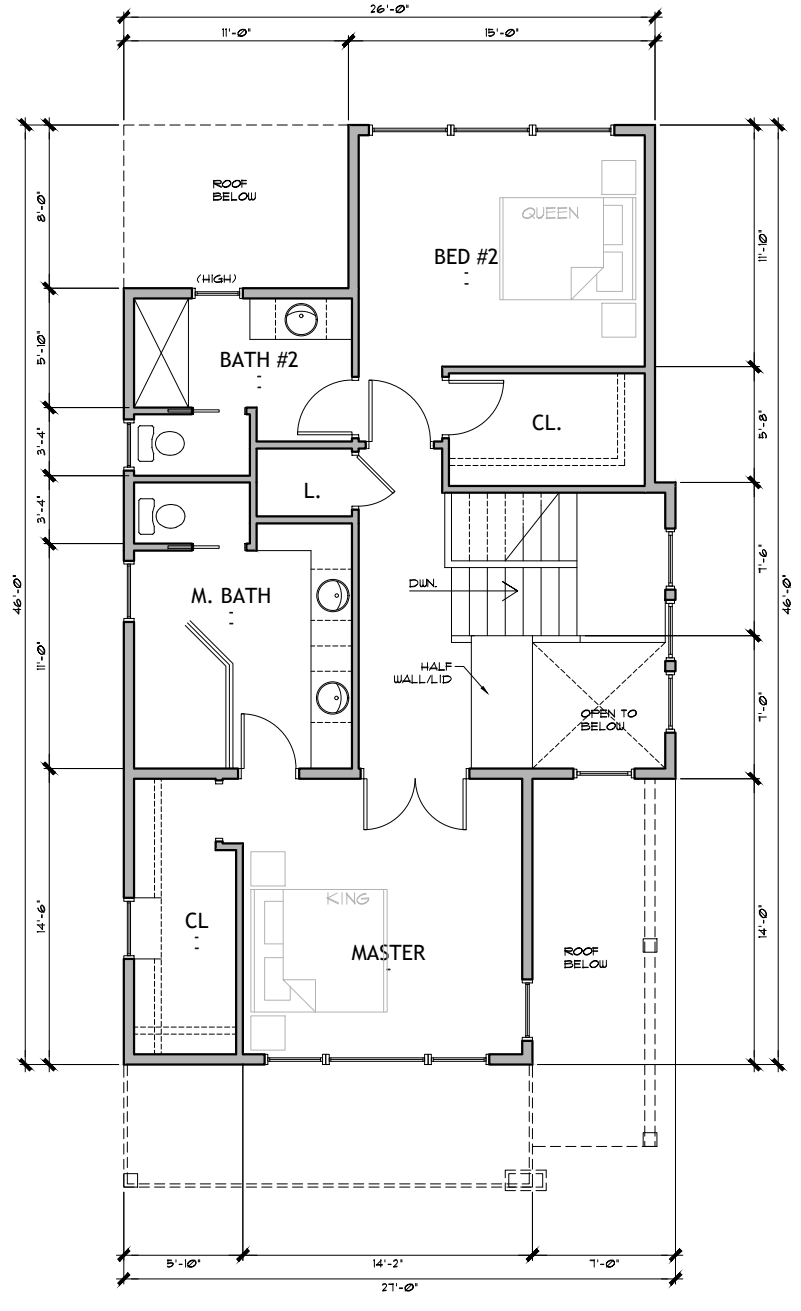 26'-0"
11'-0"
15'-0"
ROOF
BELOW
8'-0"
11'-10"
QUEEN
BED #2
(HIGH)
5'-10"
BATH #2
3'-4"
CL.
5'-8"
L.
3'-4"
46'-0"
46'-0"
7'-6"
DWN.
M. BATH
11'-0"
HALF
WALL/LID
OPEN TO
BELOW
7'-0"
KING
CL
MASTER
14'-6"
ROOF
BELOW
14'-0"
5'-10"
14'-2"
7'-0"
27'-0"